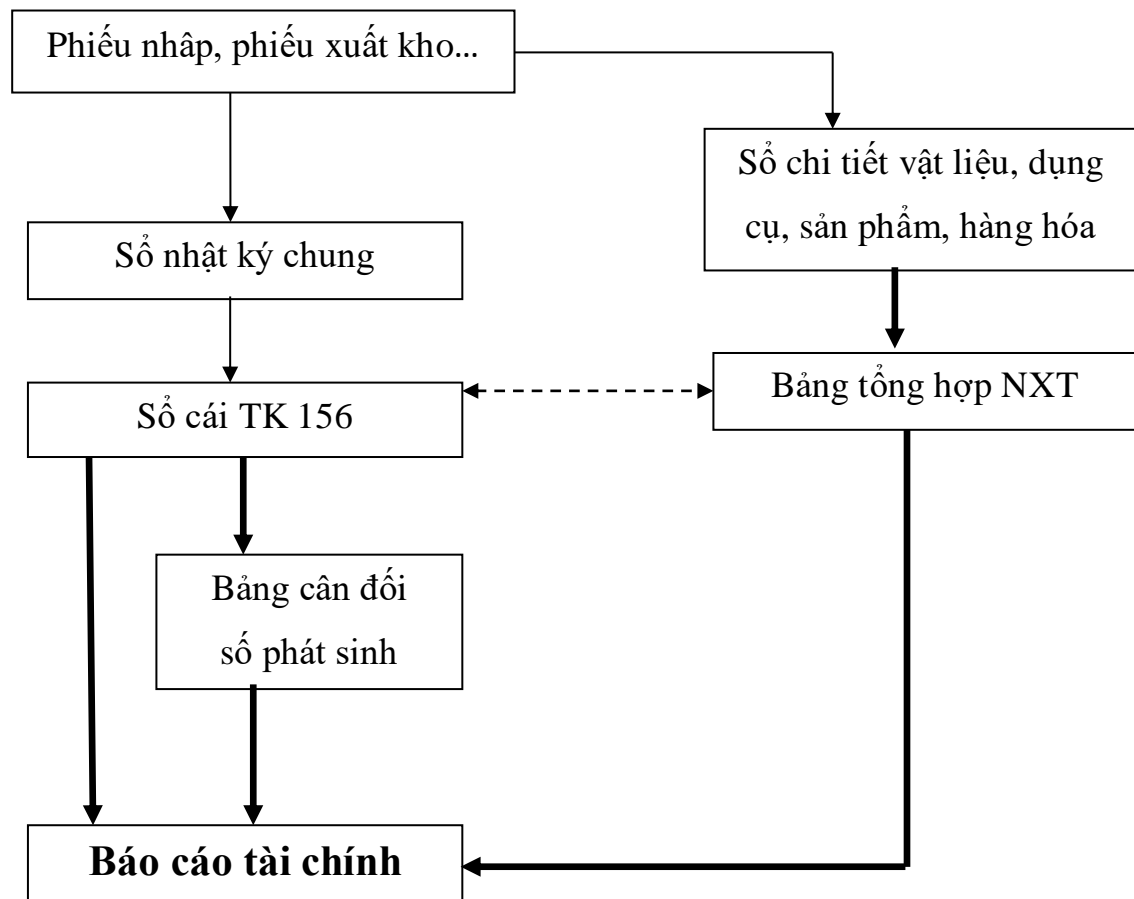 Phiếu nhâp, phiếu xuất kho...
Sổ chi tiết vật liệu, dụng
cụ, sản phẩm, hàng hóa
Sổ nhật ký chung
Sổ cái TK 156
Bảng tổng hợp NXT
Bảng cân đối
số phát sinh
Báo cáo tài chính